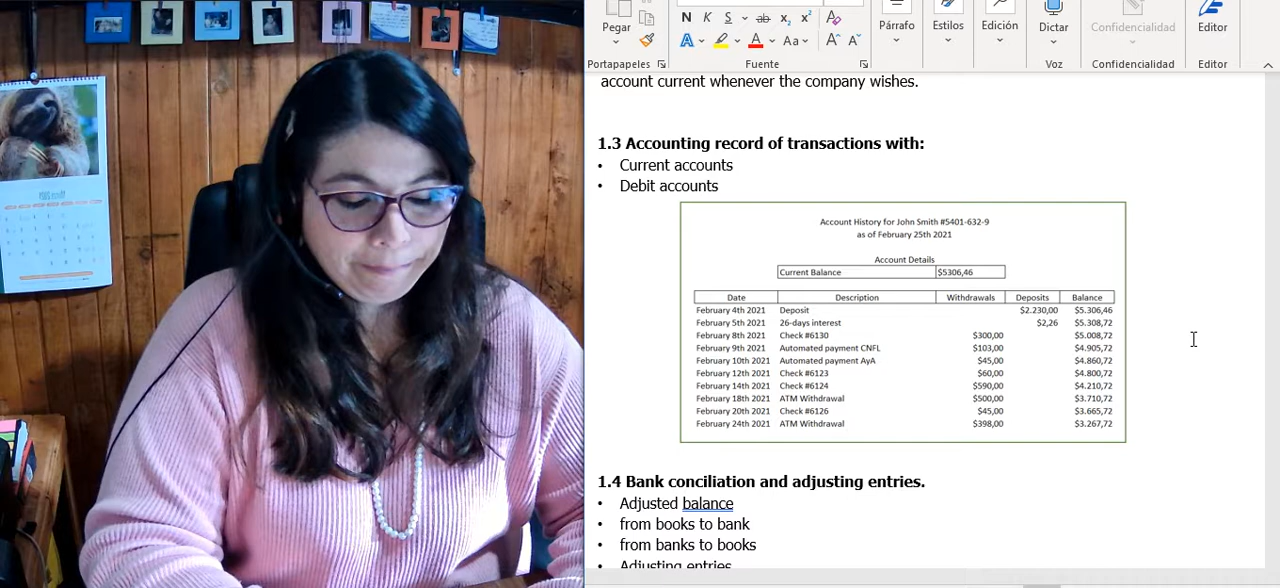 Pegar
N K S ab x₂ x²
A A Aa A A
Párrafo
Estilos
Edición
Dictar
Confidencialidad
Editor
Portapapeles
Fuente
Voz
Confidencialidad
Editor
account current whenever the company wishes.
1.3 Accounting record of transactions with:
• Current accounts
• Debit accounts
Account History for John Smith #5401-632-9
as of February 25th 2021
Account Details
Current Balance $5306,46
Date Description Withdrawals Deposits Balance
February 4th 2021 Deposit $2.230,00 $5.306,46
February 5th 2021 26-days interest $2,26 $5.308,72
February 8th 2021 Check #6130 $300,00 $5.008,72
February 9th 2021 Automated payment CNFL $103,00 $4.905,72
February 10th 2021 Automated payment AyA $45,00 $4.860,72
February 12th 2021 Check #6123 $60,00 $4.800,72
February 14th 2021 Check #6124 $590,00 $4.210,72
February 18th 2021 ATM Withdrawal $500,00 $3.710,72
February 20th 2021 Check #6126 $45,00 $3.665,72
February 24th 2021 ATM Withdrawal $398,00 $3.267,72
1.4 Bank conciliation and adjusting entries.
• Adjusted balance
• from books to bank
• from banks to books
• Adjusting entries